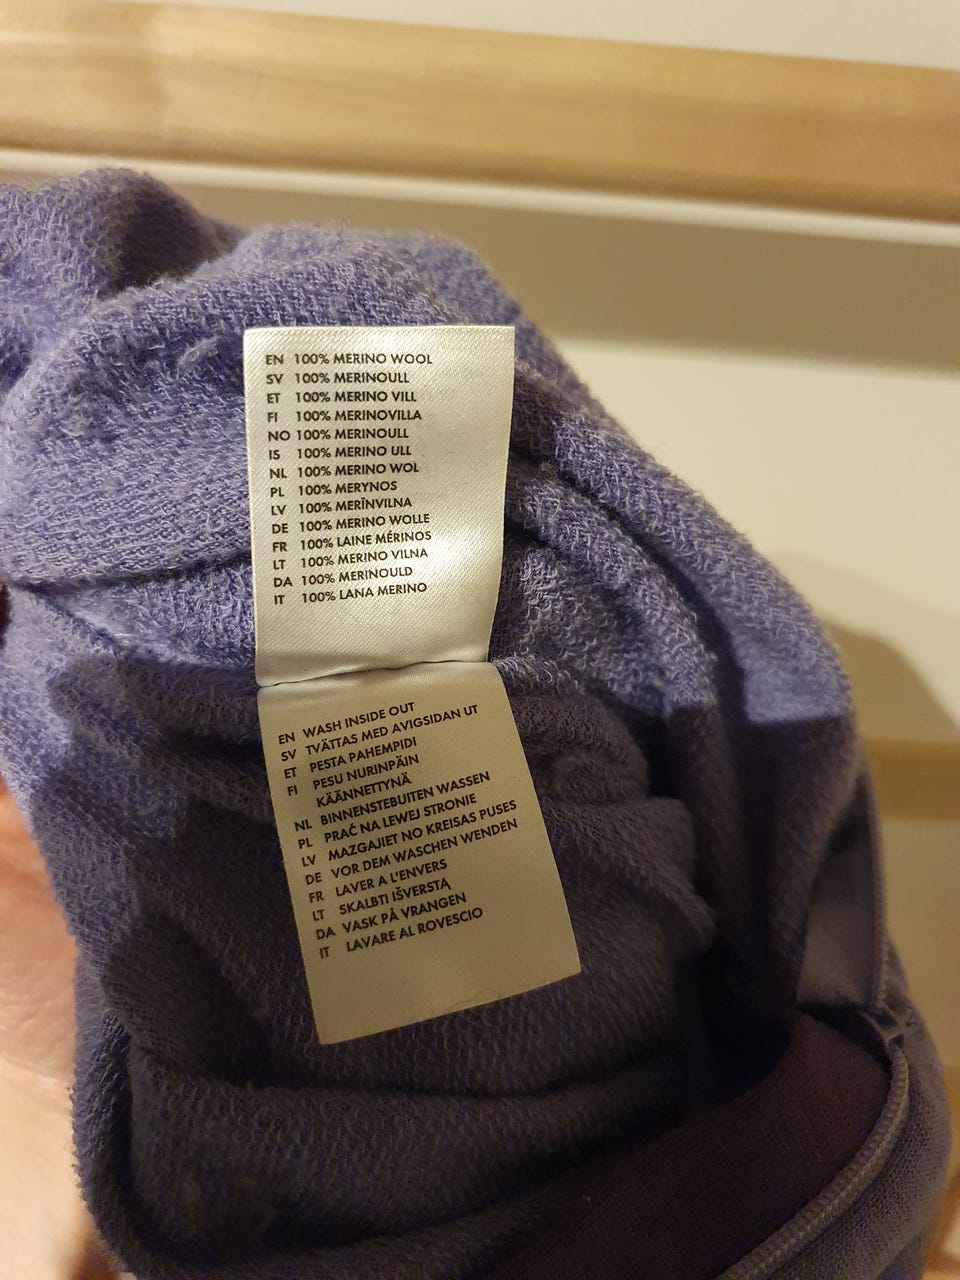 EN 100% MERINO WOOL
SV 100% MERINOULL
ET 100% MERINO VILL
FI 100% MERINOVILLA
NO 100% MERINOULL
IS 100% MERINO ULL
NL 100% MERINO WOL
PL 100% MERYNOS
LV 100% MERĪNVILNA
DE 100% MERINO WOLLE
FR 100% LAINE MÉRINOS
LT 100% MERINO VILNA
DA 100% MERINOULD
IT 100% LANA MERINO
EN WASH INSIDE OUT
SV TVÄTTAS MED AVIGSIDAN UT
ET PESTA PAHEMPIDI
FI PESU NURINPÄIN
KÄÄNNETTYNÄ
NL BINNENSTEBUITEN WASSEN
PL PRAĆ NA LEWEJ STRONIE
LV MAZGAJIET NO KREISAS PUSES
DE VOR DEM WASCHEN WENDEN
FR LAVER A L'ENVERS
LT SKALBTI IŠVERSTA
DA VASK PÅ VRANGEN
IT LAVARE AL ROVESCIO